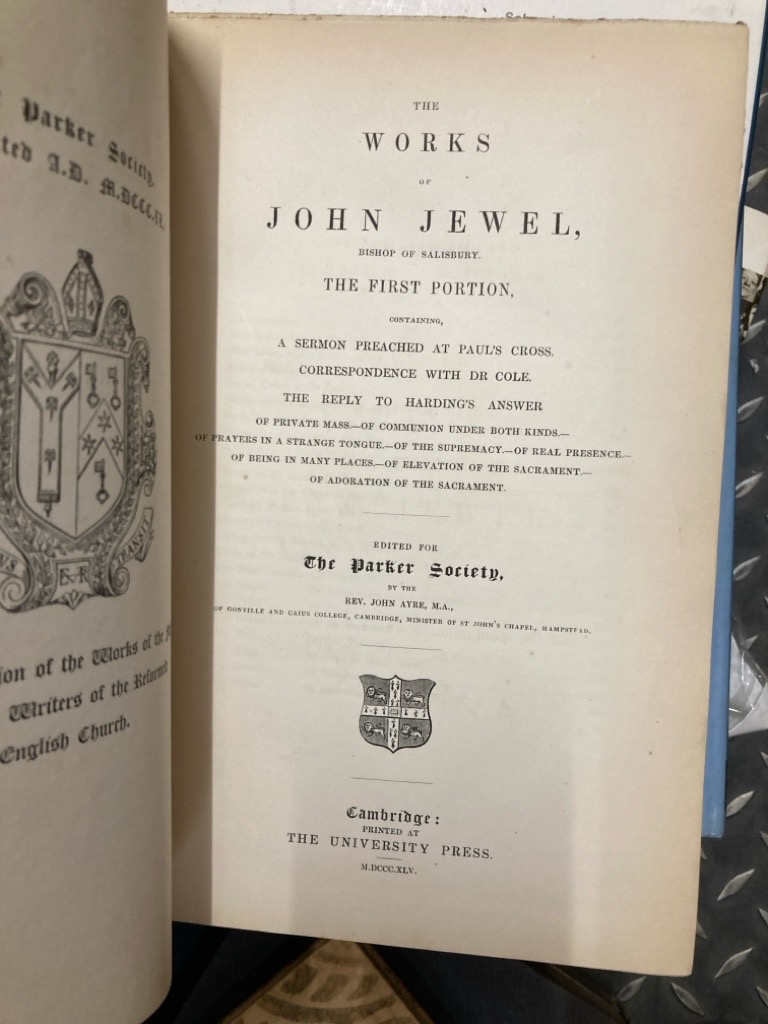 Parker Society.
A.D. M.DCCC.XL.
TRANSIT
of the Works of the
Writers of the Reformed
English Church.
THE
WORKS
OF
JOHN JEWEL,
BISHOP OF SALISBURY.
THE FIRST PORTION,
CONTAINING,
A SERMON PREACHED AT PAUL'S CROSS.
CORRESPONDENCE WITH DR COLE.
THE REPLY TO HARDING'S ANSWER
OF PRIVATE MASS.—OF COMMUNION UNDER BOTH KINDS.—
OF PRAYERS IN A STRANGE TONGUE.—OF THE SUPREMACY.—OF REAL PRESENCE.—
OF BEING IN MANY PLACES.—OF ELEVATION OF THE SACRAMENT.—
OF ADORATION OF THE SACRAMENT.
EDITED FOR
The Parker Society,
BY THE
REV. JOHN AYRE, M.A.,
OF GONVILLE AND CAIUS COLLEGE, CAMBRIDGE, MINISTER OF ST JOHN'S CHAPEL, HAMPSTEAD.
Cambridge:
PRINTED AT
THE UNIVERSITY PRESS.
M.DCCC.XLV.